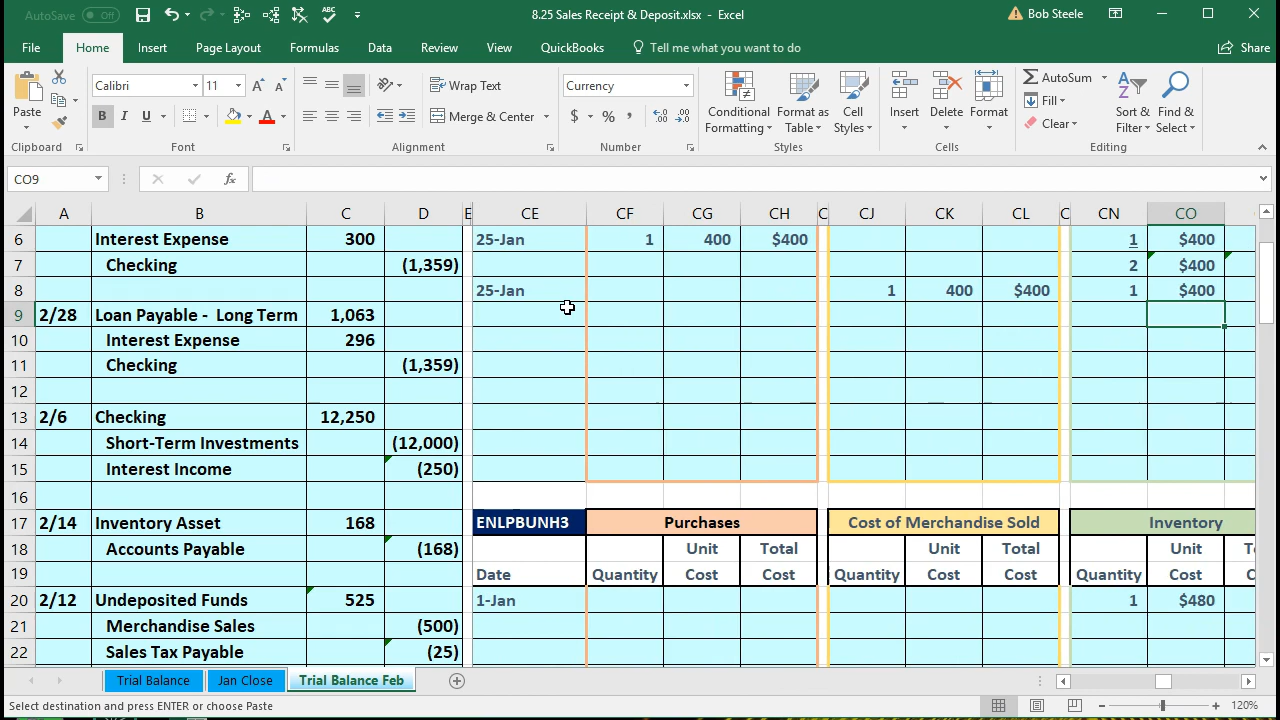 AutoSave Off 8.25 Sales Receipt & Deposit.xlsx - Excel Bob Steele
File Home Insert Page Layout Formulas Data Review View QuickBooks Tell me what you want to do Share
Paste Calibri 11 Wrap Text Currency Conditional Formatting Format as Table Cell Styles Insert Delete Format AutoSum Sort & Filter Find & Select
B I U Merge & Center $ % Fill
Clear
Clipboard Font Alignment Number Styles Cells Editing
CO9 fx
A B C D E CE CF CG CH C CJ CK CL C CN CO
6 Interest Expense 300 25-Jan 1 400 $400 1 $400
7 Checking (1,359) 2 $400
8 25-Jan 1 400 $400 1 $400
9 2/28 Loan Payable - Long Term 1,063
10 Interest Expense 296
11 Checking (1,359)
12
13 2/6 Checking 12,250
14 Short-Term Investments (12,000)
15 Interest Income (250)
16
17 2/14 Inventory Asset 168 ENLPBUNH3 Purchases Cost of Merchandise Sold Inventory
18 Accounts Payable (168) Unit Total Unit Total Unit T
19 Date Quantity Cost Cost Quantity Cost Cost Quantity Cost C
20 2/12 Undeposited Funds 525 1-Jan 1 $480
21 Merchandise Sales (500)
22 Sales Tax Payable (25)
Trial Balance Jan Close Trial Balance Feb
Select destination and press ENTER or choose Paste 120%